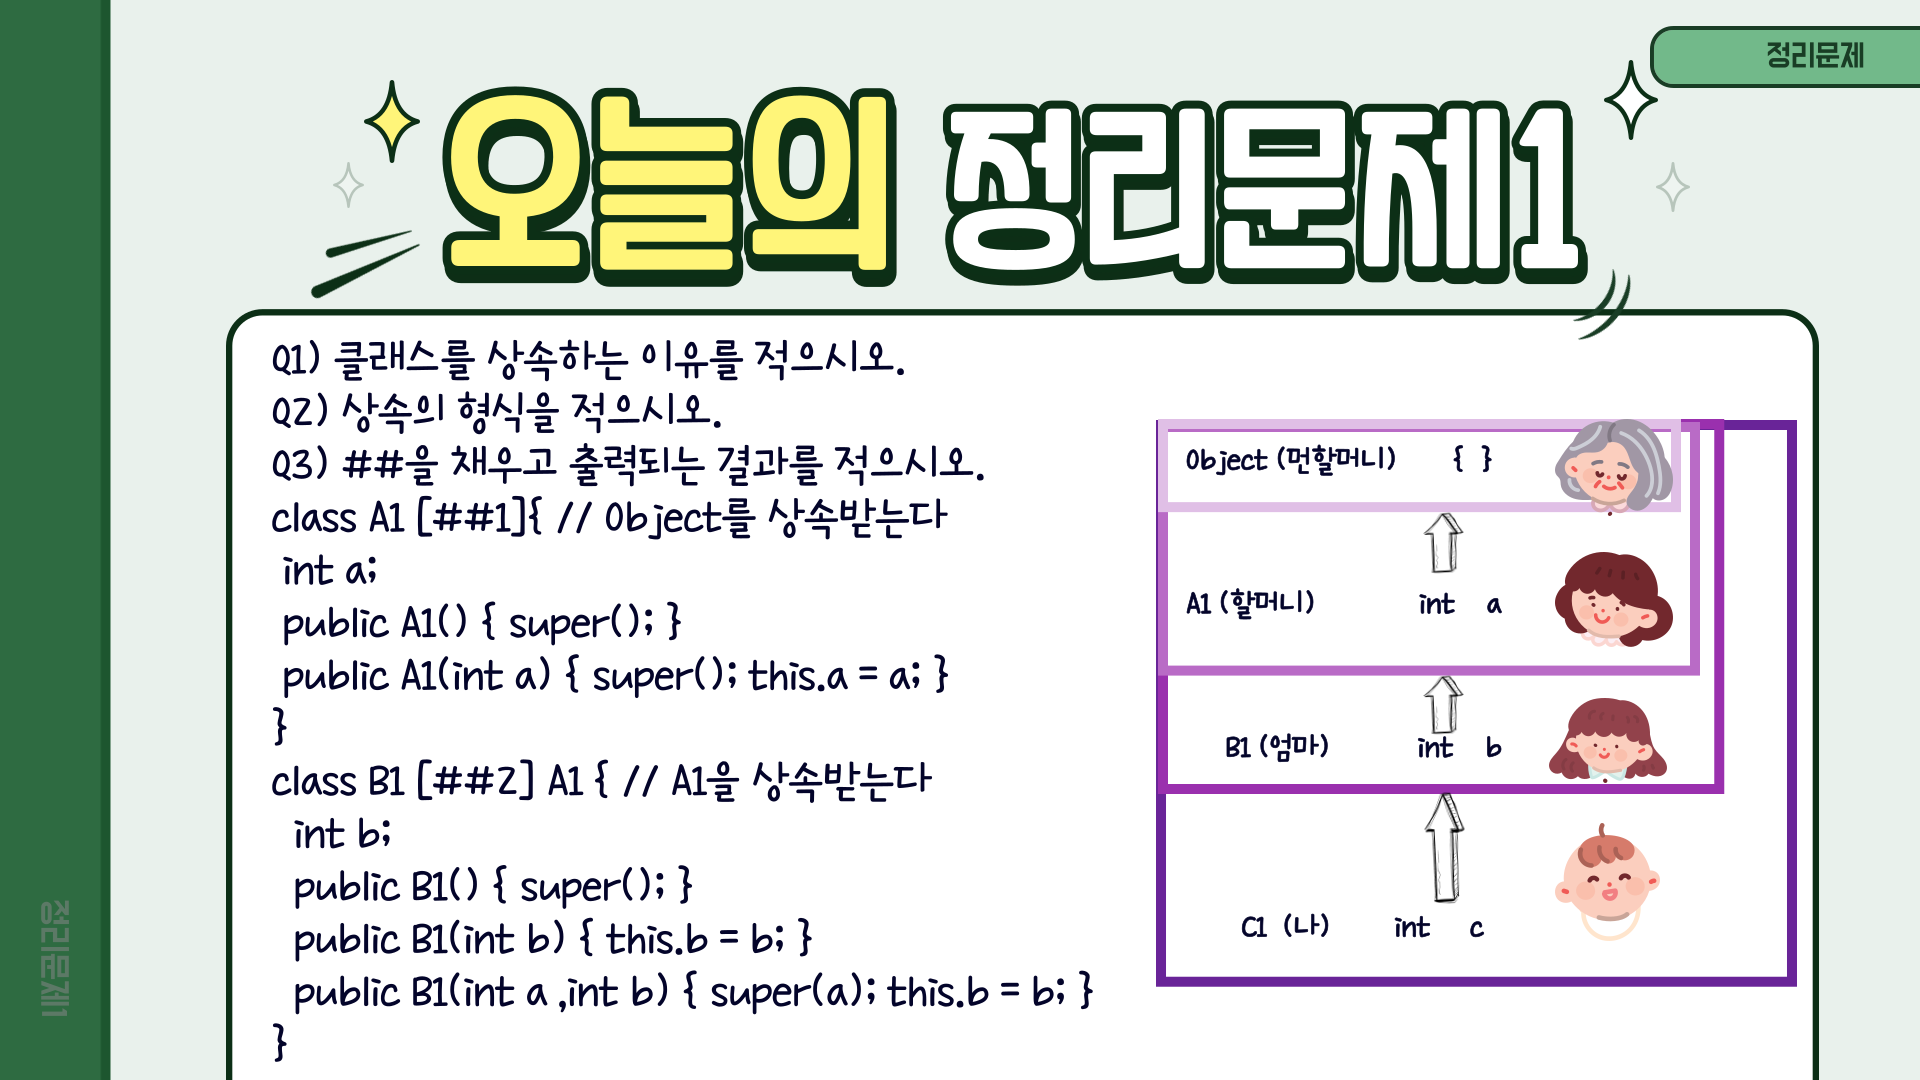 정리문제
오늘의 정리문제1
Q1) 클래스를 상속하는 이유를 적으시오.
Q2) 상속의 형식을 적으시오.
Q3) ##을 채우고 출력되는 결과를 적으시오.
class A1 [##1]{ // Object를 상속받는다
int a;
public A1() { super(); }
public A1(int a) { super(); this.a = a; }
}
class B1 [##2] A1 { // A1을 상속받는다
int b;
public B1() { super(); }
public B1(int b) { this.b = b; }
public B1(int a ,int b) { super(a); this.b = b; }
}
Object (먼할머니) { }
A1 (할머니) int a
B1 (엄마) int b
C1 (나) int c
정리문제1